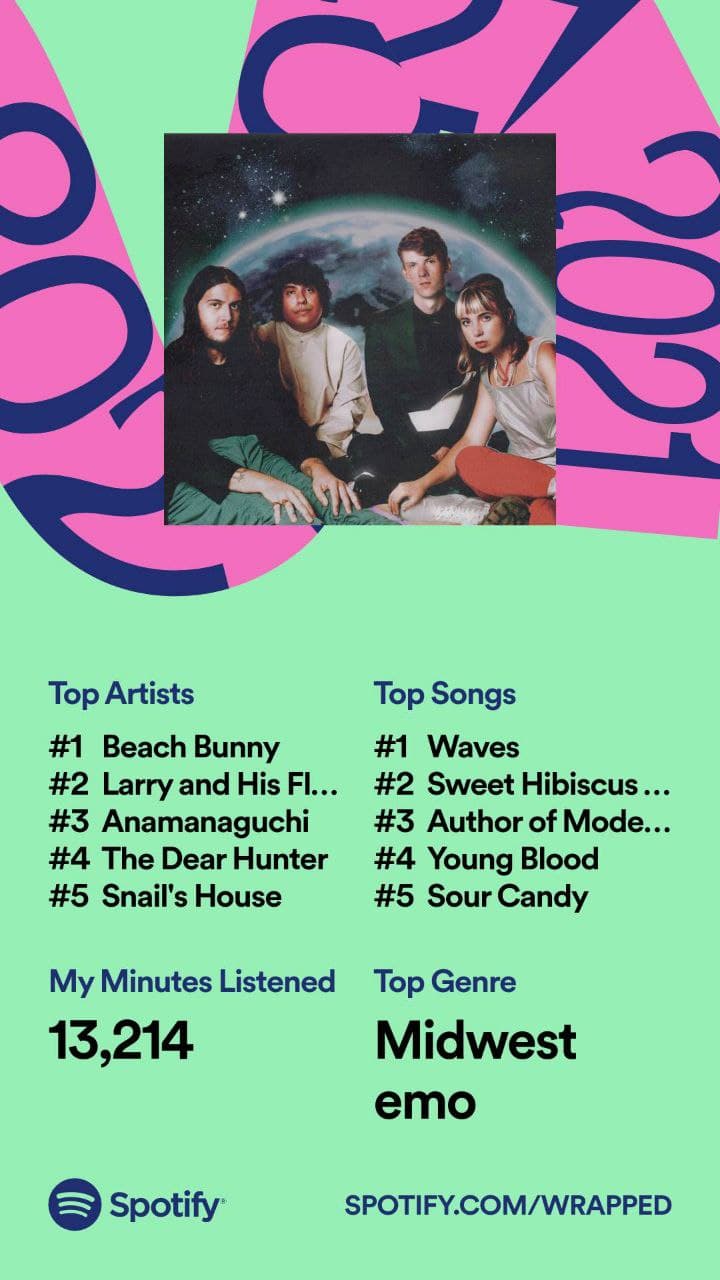 2021
2021
Top Artists
#1 Beach Bunny
#2 Larry and His Fl...
#3 Anamanaguchi
#4 The Dear Hunter
#5 Snail's House
Top Songs
#1 Waves
#2 Sweet Hibiscus ...
#3 Author of Mode...
#4 Young Blood
#5 Sour Candy
My Minutes Listened
13,214
Top Genre
Midwest
emo
Spotify®
SPOTIFY.COM/WRAPPED